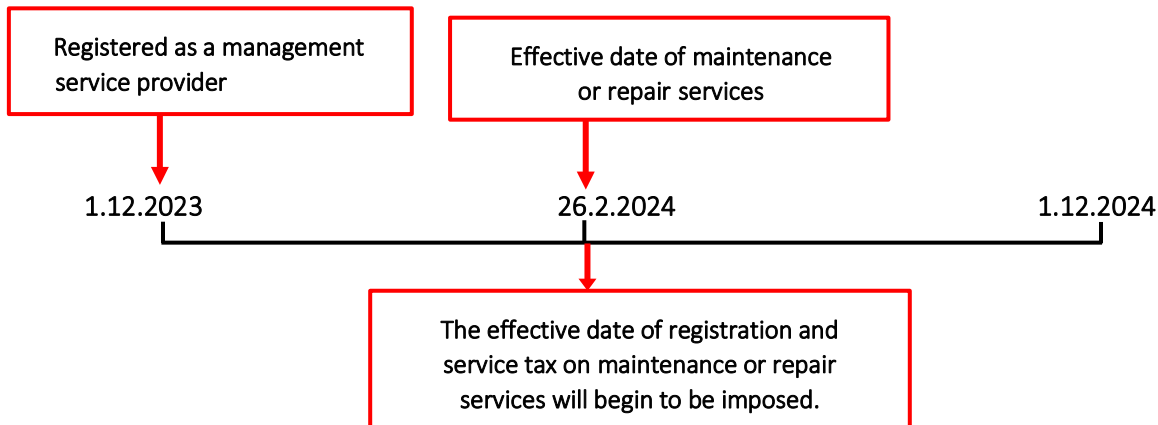 Registered as a management
service provider
Effective date of maintenance
or repair services
1.12.2023
26.2.2024
1.12.2024
The effective date of registration and
service tax on maintenance or repair
services will begin to be imposed.